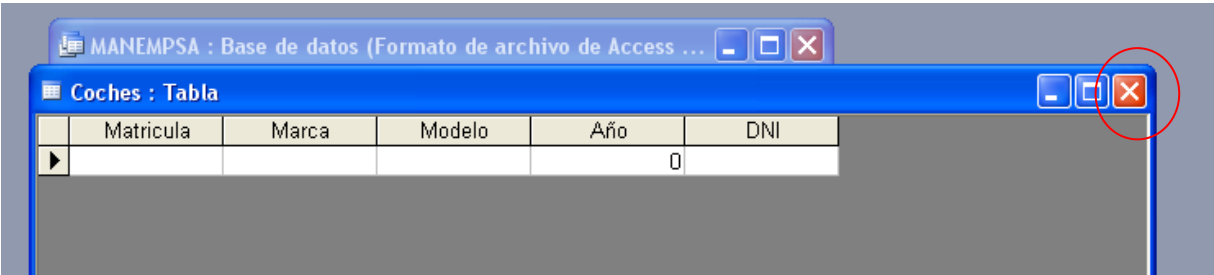 MANEMPSA : Base de datos (Formato de archivo de Access ...
Coches : Tabla
Matricula Marca Modelo Año DNI
0